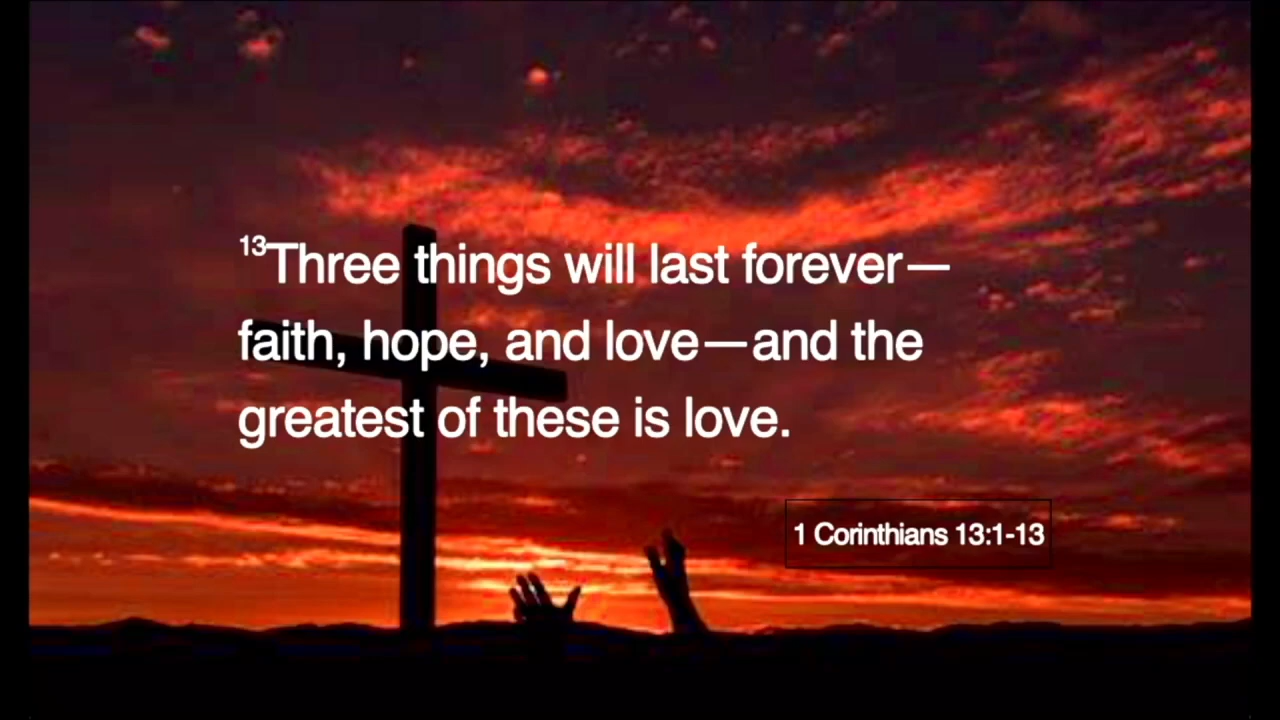 ¹³Three things will last forever—
faith, hope, and love—and the
greatest of these is love.
1 Corinthians 13:1-13